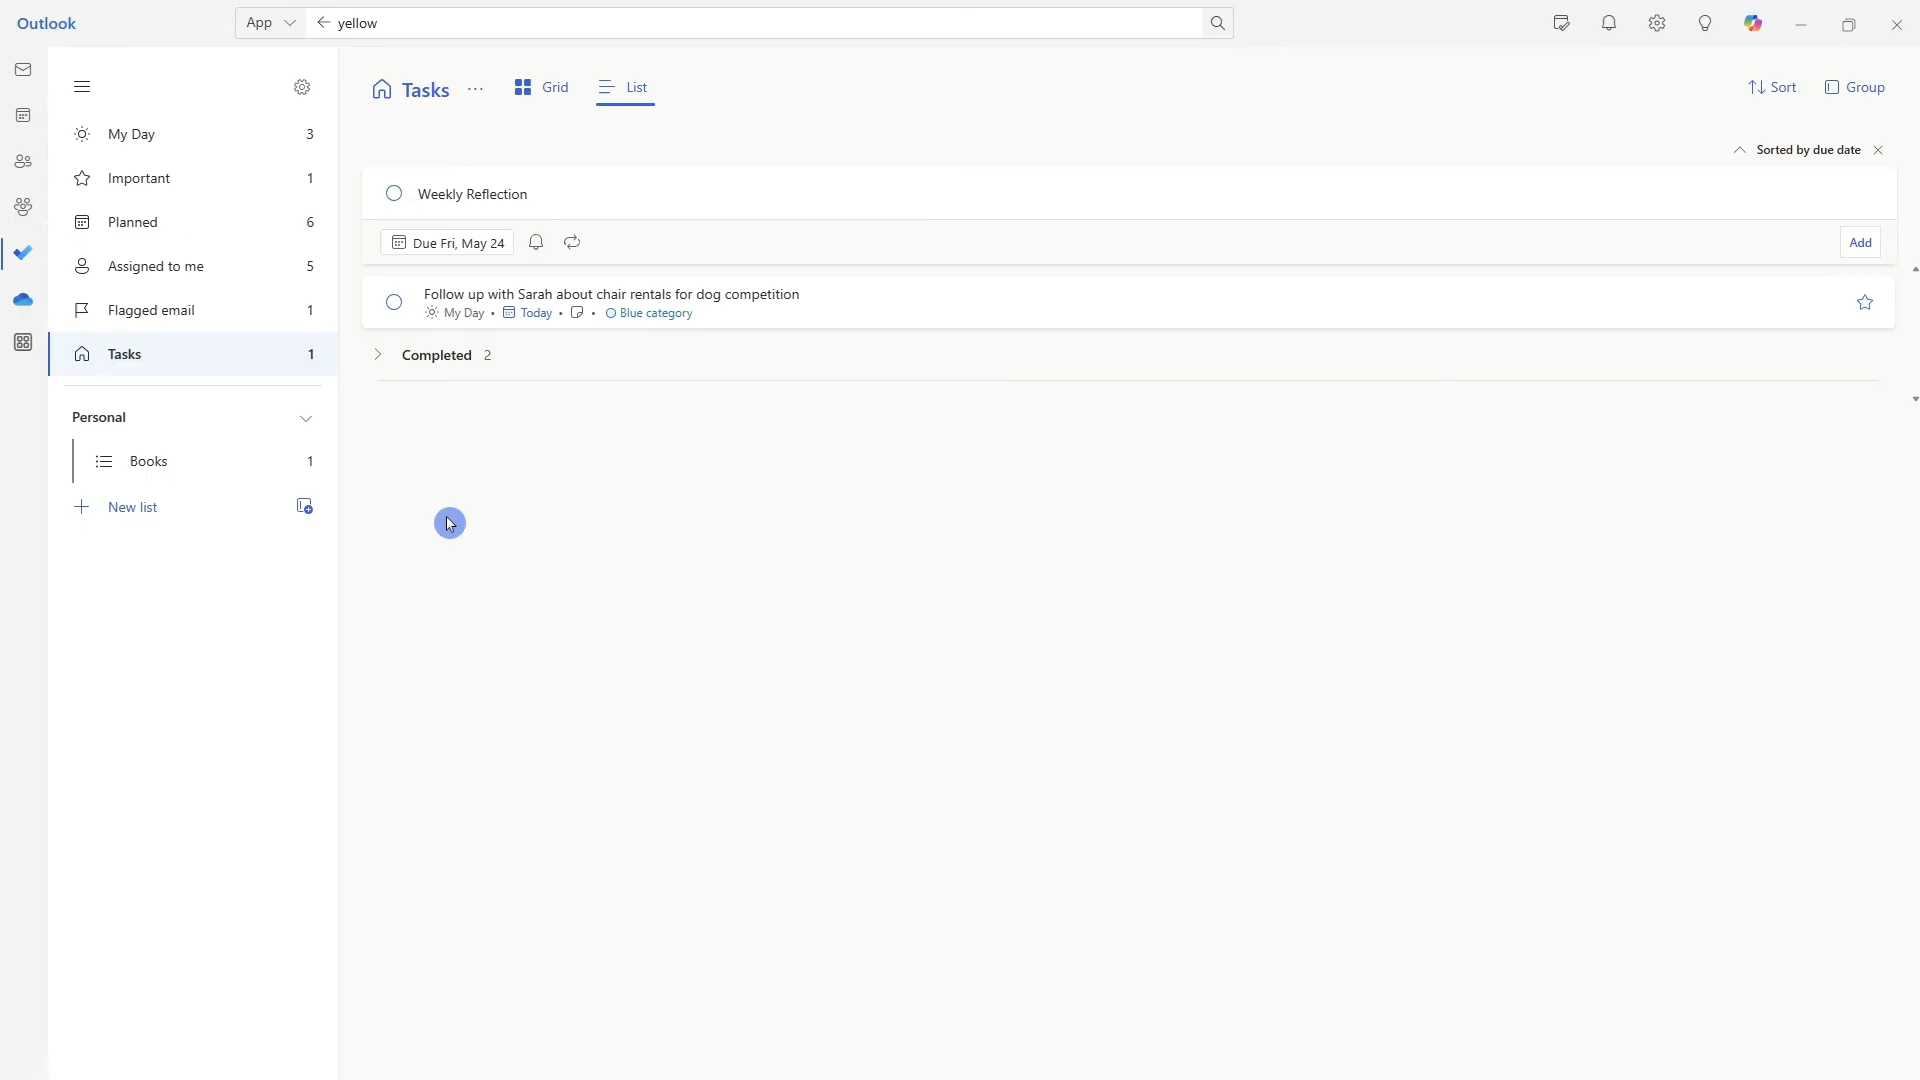 Outlook
App
yellow
My Day 3
Important 1
Planned 6
Assigned to me 5
Flagged email 1
Tasks 1
Personal
Books 1
New list
Tasks
Grid
List
Sort
Group
Sorted by due date
Weekly Reflection
Due Fri, May 24
Add
Follow up with Sarah about chair rentals for dog competition
My Day • Today • • Blue category
Completed 2